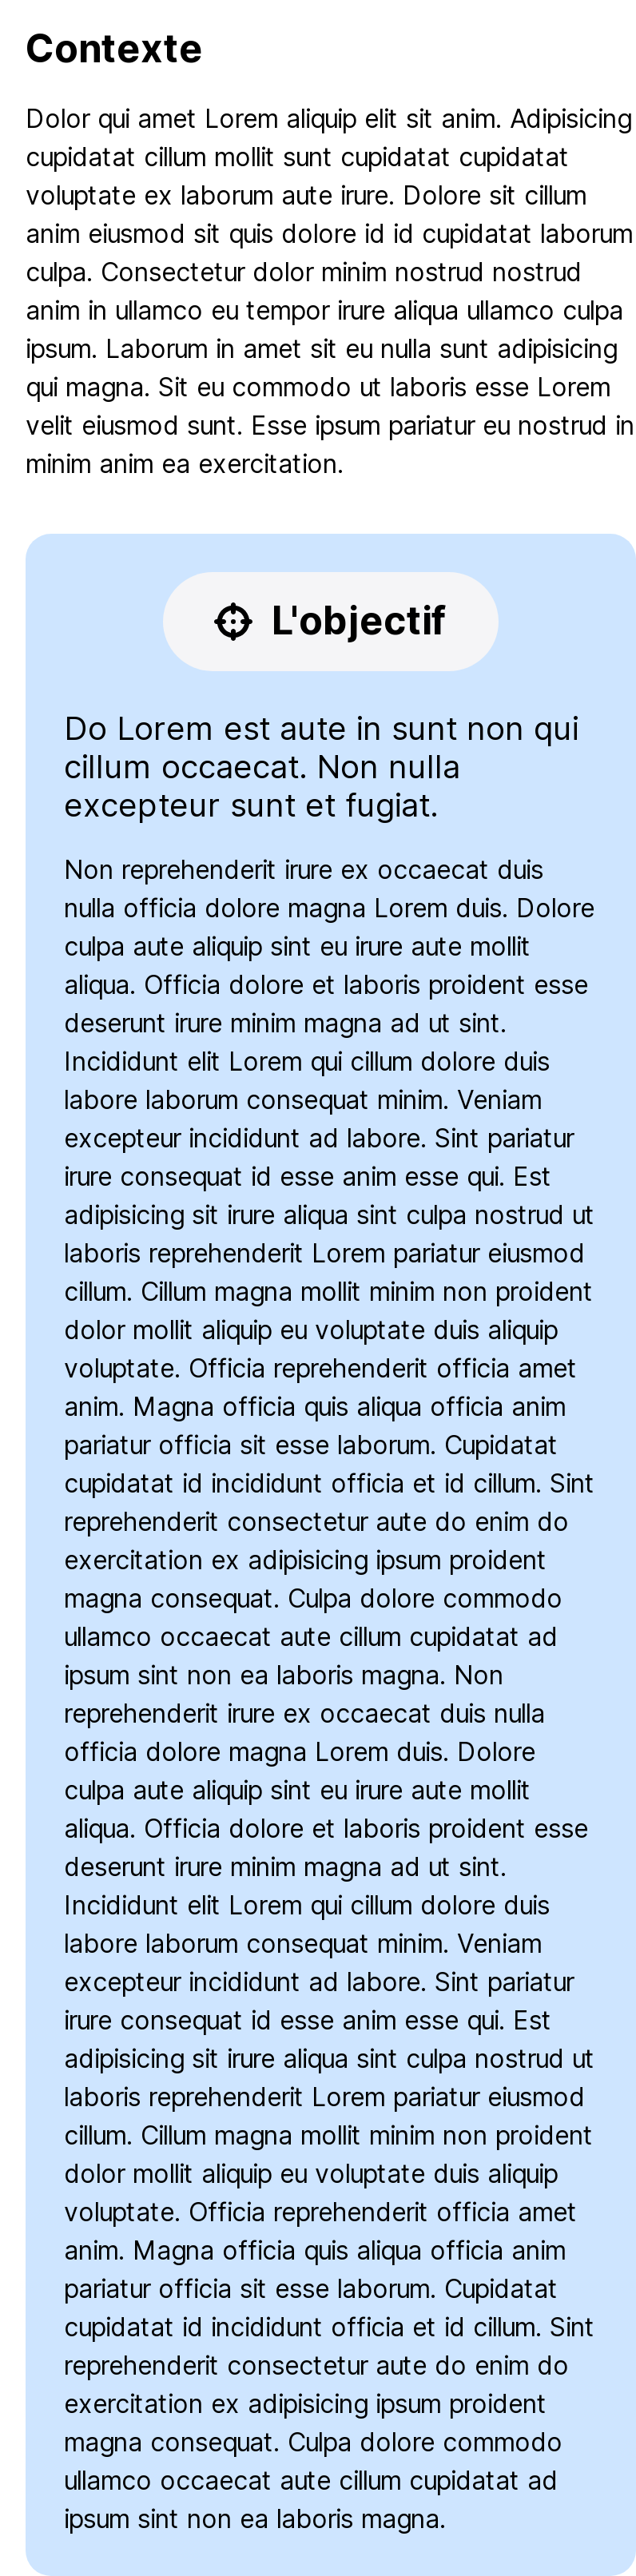 Contexte
Dolor qui amet Lorem aliquip elit sit anim. Adipisicing
cupidatat cillum mollit sunt cupidatat cupidatat
voluptate ex laborum aute irure. Dolore sit cillum
anim eiusmod sit quis dolore id id cupidatat laborum
culpa. Consectetur dolor minim nostrud nostrud
anim in ullamco eu tempor irure aliqua ullamco culpa
ipsum. Laborum in amet sit eu nulla sunt adipisicing
qui magna. Sit eu commodo ut laboris esse Lorem
velit eiusmod sunt. Esse ipsum pariatur eu nostrud in
minim anim ea exercitation.
L'objectif
Do Lorem est aute in sunt non qui
cillum occaecat. Non nulla
excepteur sunt et fugiat.
Non reprehenderit irure ex occaecat duis
nulla officia dolore magna Lorem duis. Dolore
culpa aute aliquip sint eu irure aute mollit
aliqua. Officia dolore et laboris proident esse
deserunt irure minim magna ad ut sint.
Incididunt elit Lorem qui cillum dolore duis
labore laborum consequat minim. Veniam
excepteur incididunt ad labore. Sint pariatur
irure consequat id esse anim esse qui. Est
adipisicing sit irure aliqua sint culpa nostrud ut
laboris reprehenderit Lorem pariatur eiusmod
cillum. Cillum magna mollit minim non proident
dolor mollit aliquip eu voluptate duis aliquip
voluptate. Officia reprehenderit officia amet
anim. Magna officia quis aliqua officia anim
pariatur officia sit esse laborum. Cupidatat
cupidatat id incididunt officia et id cillum. Sint
reprehenderit consectetur aute do enim do
exercitation ex adipisicing ipsum proident
magna consequat. Culpa dolore commodo
ullamco occaecat aute cillum cupidatat ad
ipsum sint non ea laboris magna. Non
reprehenderit irure ex occaecat duis nulla
officia dolore magna Lorem duis. Dolore
culpa aute aliquip sint eu irure aute mollit
aliqua. Officia dolore et laboris proident esse
deserunt irure minim magna ad ut sint.
Incididunt elit Lorem qui cillum dolore duis
labore laborum consequat minim. Veniam
excepteur incididunt ad labore. Sint pariatur
irure consequat id esse anim esse qui. Est
adipisicing sit irure aliqua sint culpa nostrud ut
laboris reprehenderit Lorem pariatur eiusmod
cillum. Cillum magna mollit minim non proident
dolor mollit aliquip eu voluptate duis aliquip
voluptate. Officia reprehenderit officia amet
anim. Magna officia quis aliqua officia anim
pariatur officia sit esse laborum. Cupidatat
cupidatat id incididunt officia et id cillum. Sint
reprehenderit consectetur aute do enim do
exercitation ex adipisicing ipsum proident
magna consequat. Culpa dolore commodo
ullamco occaecat aute cillum cupidatat ad
ipsum sint non ea laboris magna.